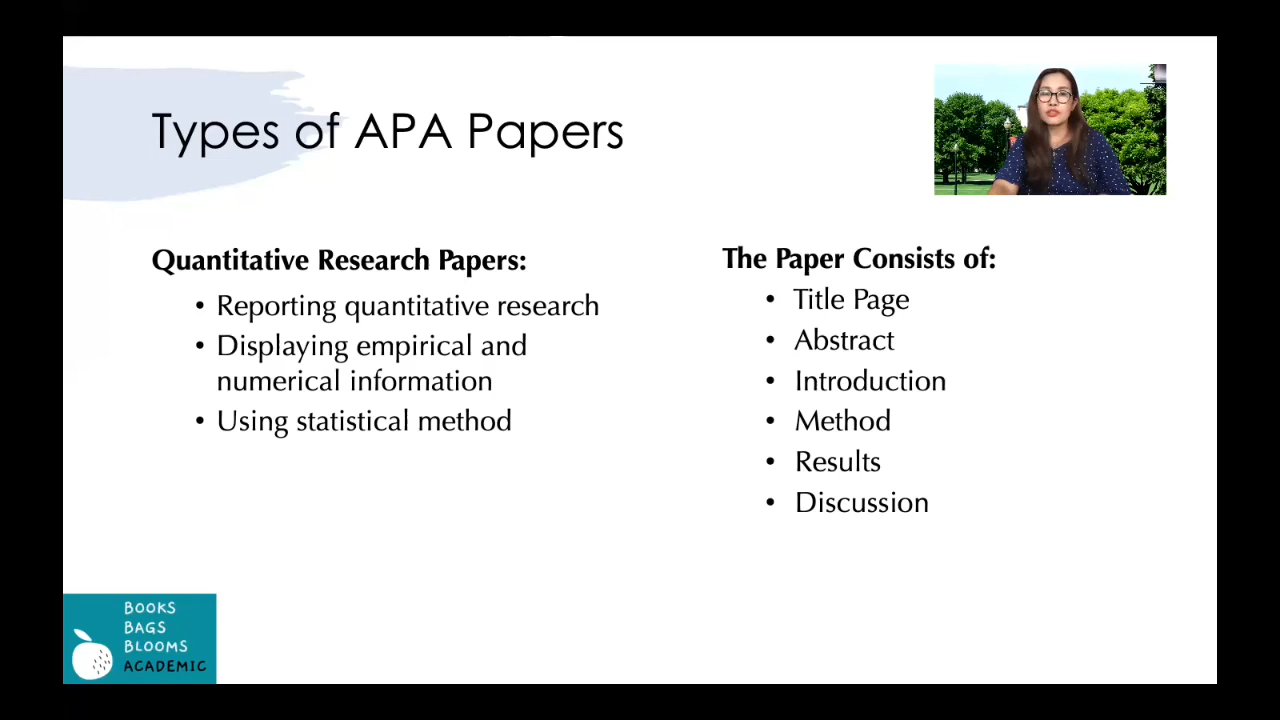 Types of APA Papers
Quantitative Research Papers:
• Reporting quantitative research
• Displaying empirical and
numerical information
• Using statistical method
The Paper Consists of:
• Title Page
• Abstract
• Introduction
• Method
• Results
• Discussion
BOOKS
BAGS
BLOOMS
ACADEMIC